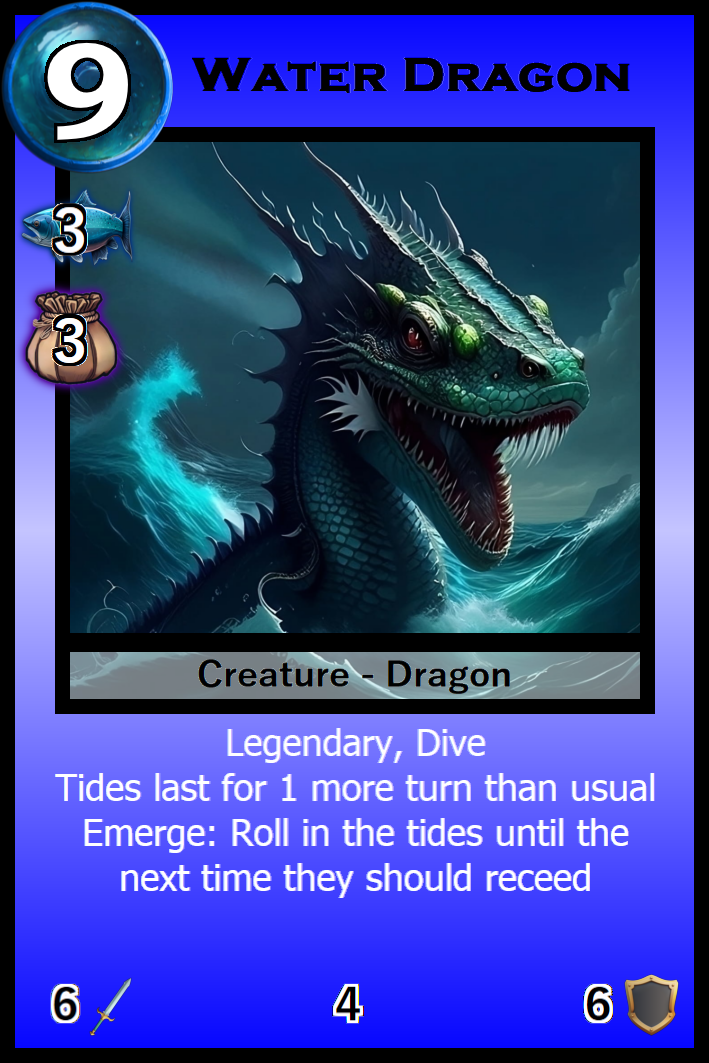 9
Water Dragon
3
3
Creature - Dragon
Legendary, Dive
Tides last for 1 more turn than usual
Emerge: Roll in the tides until the
next time they should receed
6 4 6